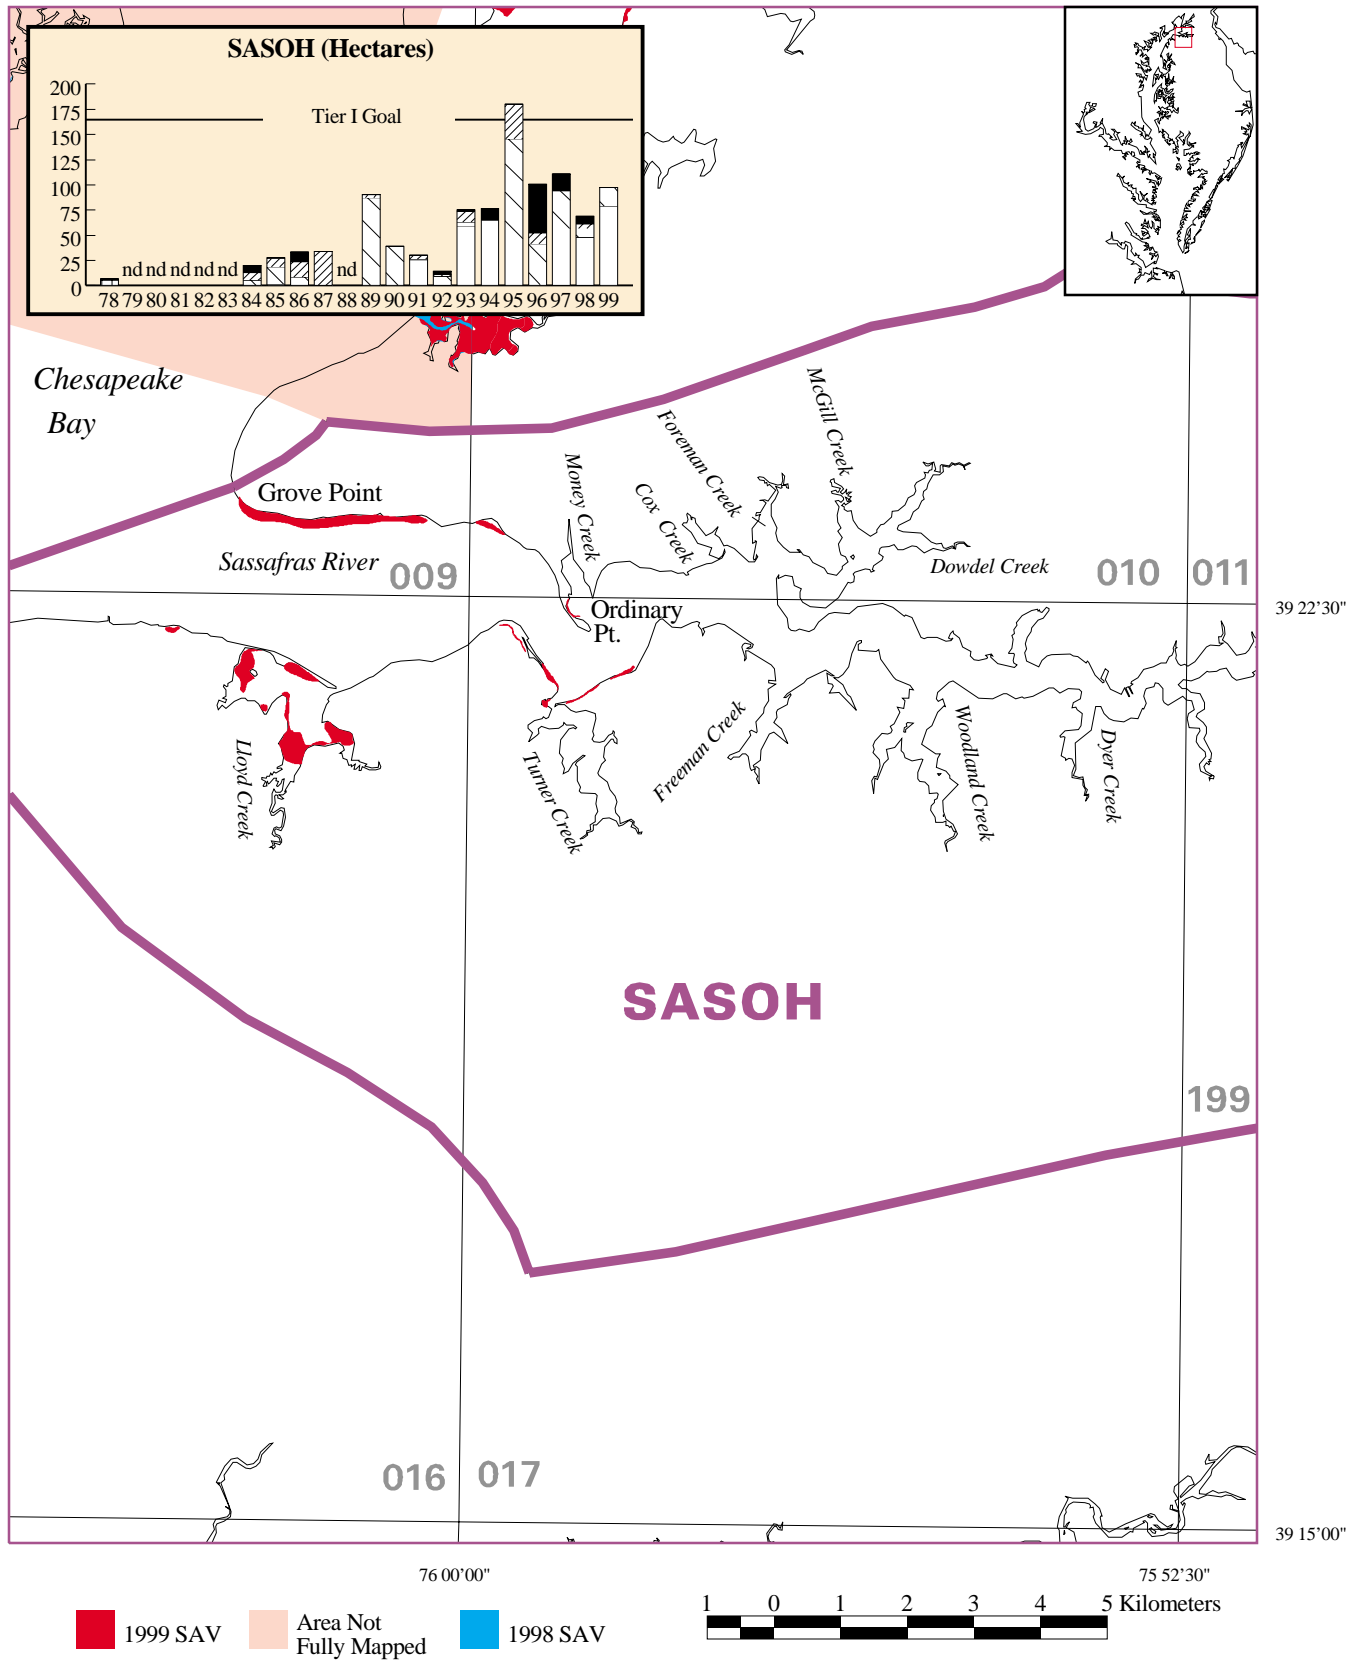 SASOH (Hectares)
200
175
150
125
100
75
50
25
0
Tier I Goal
nd nd nd nd nd
nd
78 79 80 81 82 83 84 85 86 87 88 89 90 91 92 93 94 95 96 97 98 99
Chesapeake
Bay
Grove Point
Sassafras River
Money Creek
Cox Creek
Foreman Creek
McGill Creek
Dowdel Creek
009
010
011
39 22'30"
Ordinary
Pt.
Lloyd Creek
Turner Creek
Freeman Creek
Woodland Creek
Dyer Creek
SASOH
199
016
017
39 15'00"
76 00'00"
75 52'30"
1999 SAV
Area Not
Fully Mapped
1998 SAV
1 0 1 2 3 4 5 Kilometers